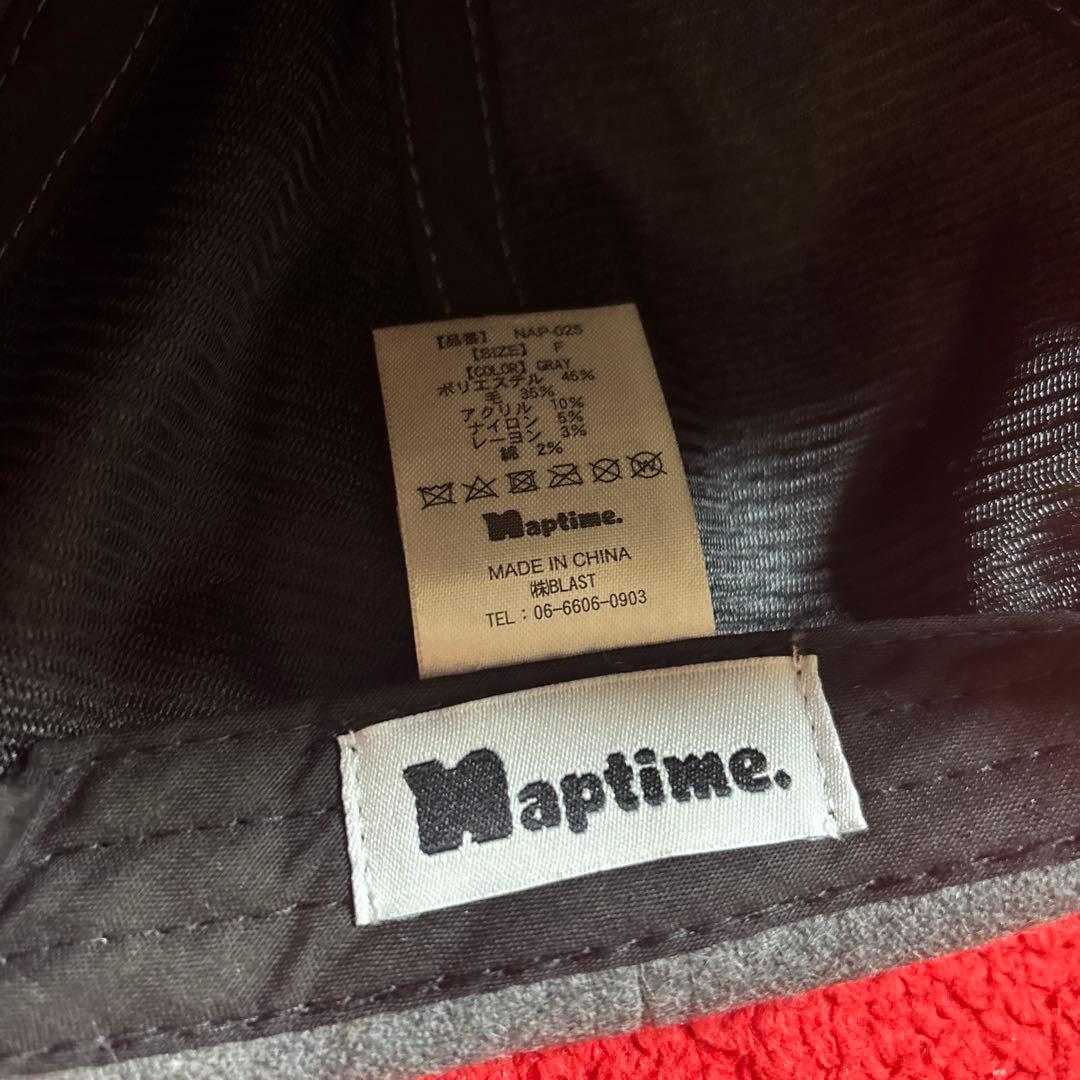 【品番】 NAP-025
【SIZE】 F
【COLOR】 GRAY
ポリエステル 45%
毛 35%
アクリル 10%
ナイロン 5%
レーヨン 3%
綿 2%
Naptime.
MADE IN CHINA
㈱BLAST
TEL：06-6606-0903
Naptime.